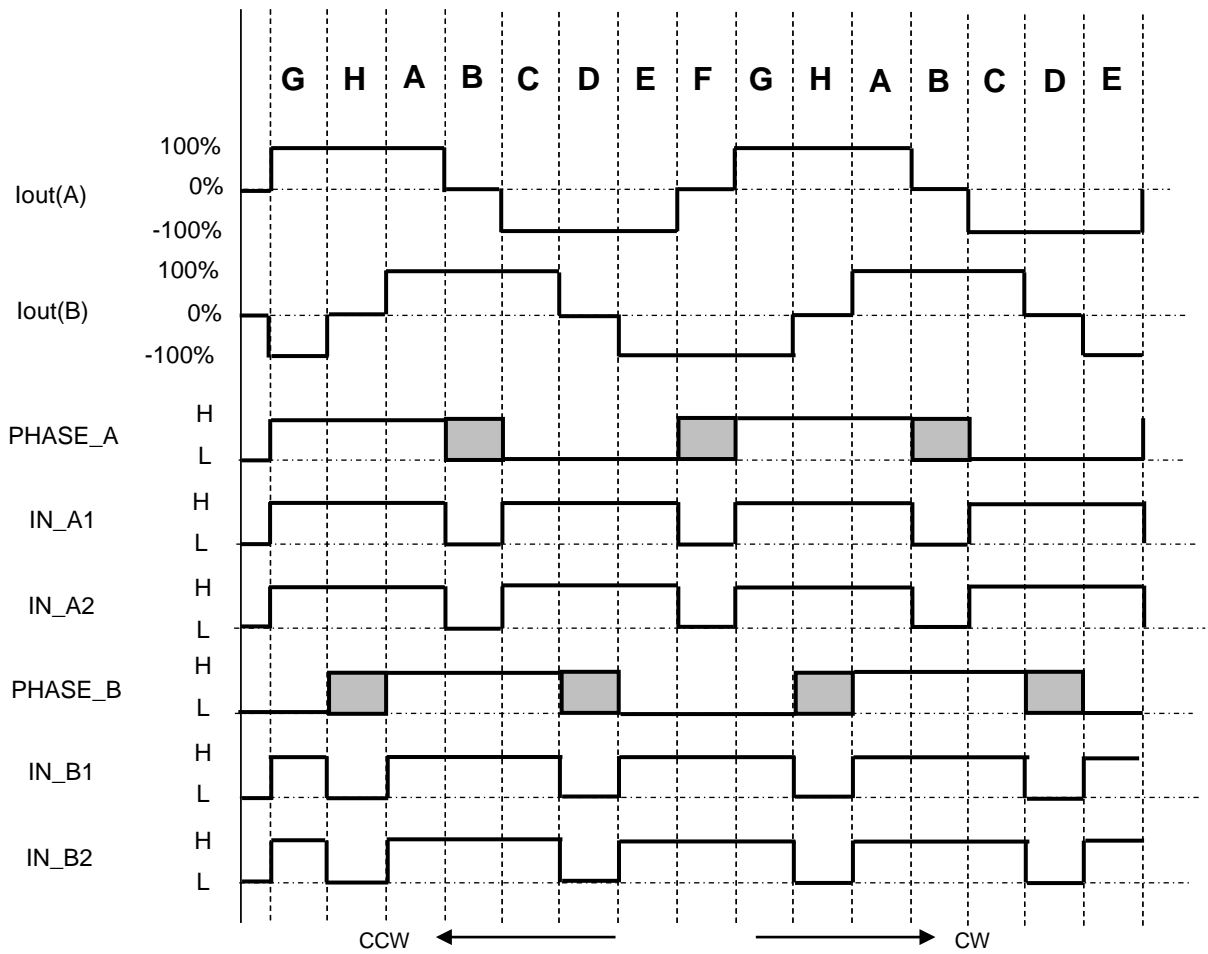 G H A B C D E F G H A B C D E
100%
Iout(A) 0%
-100%
100%
Iout(B) 0%
-100%
H
PHASE_A
L
H
IN_A1
L
H
IN_A2
L
H
PHASE_B
L
H
IN_B1
L
H
IN_B2
L
CCW CW